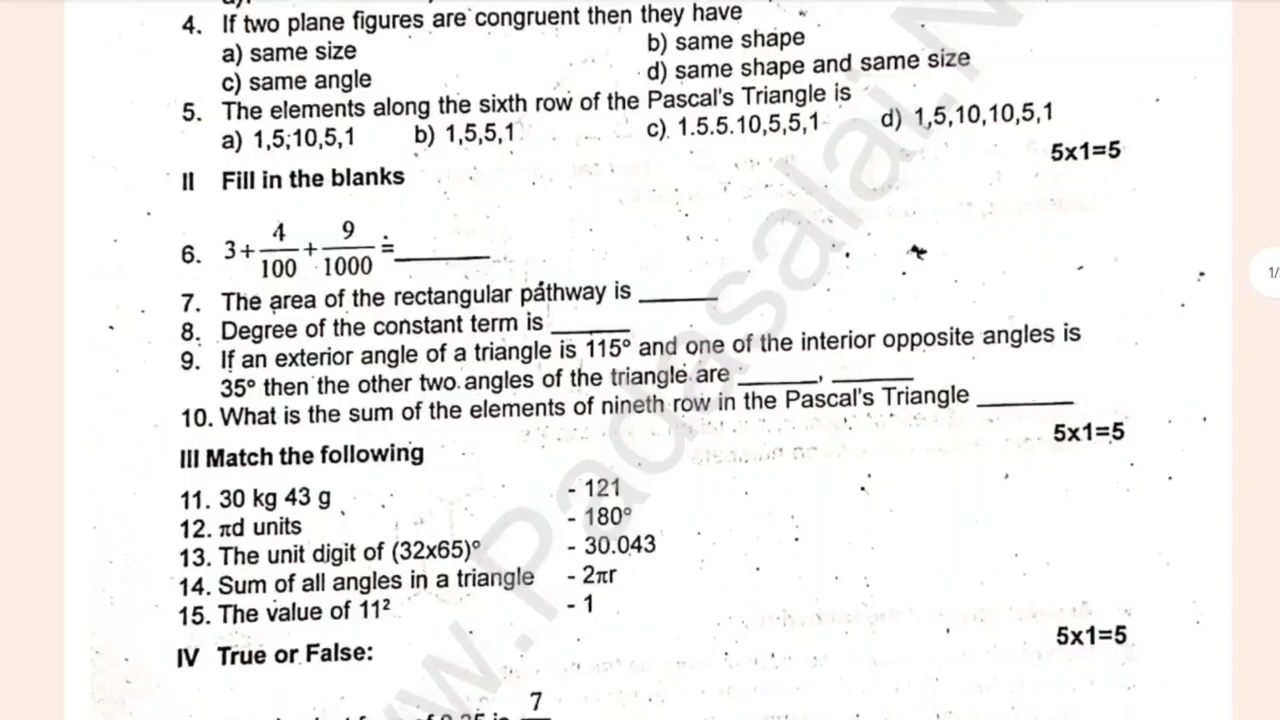 4. If two plane figures are congruent then they have
a) same size b) same shape
c) same angle d) same shape and same size
5. The elements along the sixth row of the Pascal's Triangle is
a) 1,5,10,5,1 b) 1,5,5,1 c) 1.5.5.10,5,5,1 d) 1,5,10,10,5,1
5x1=5
II Fill in the blanks
6. 3+4/100+9/1000=______
7. The area of the rectangular pathway is ______
8. Degree of the constant term is ______
9. If an exterior angle of a triangle is 115° and one of the interior opposite angles is
35° then the other two angles of the triangle are ______, ______
10. What is the sum of the elements of nineth row in the Pascal's Triangle ______
5x1=5
III Match the following
11. 30 kg 43 g - 121
12. πd units - 180°
13. The unit digit of (32x65)⁰ - 30.043
14. Sum of all angles in a triangle - 2πr
15. The value of 11² - 1
5x1=5
IV True or False:
7
1/
www.Padasalai.N